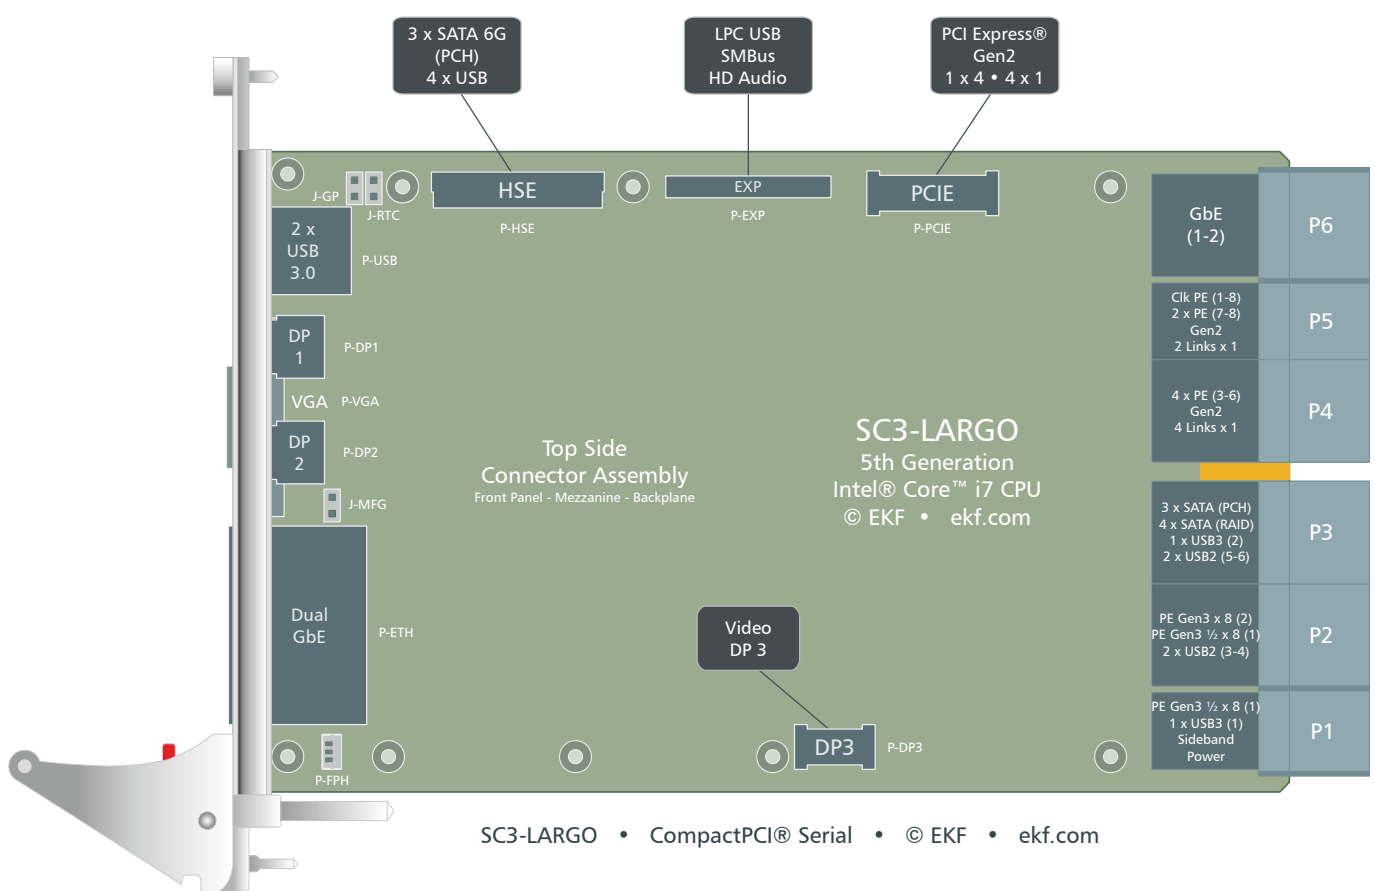 3 x SATA 6G
(PCH)
4 x USB
LPC USB
SMBus
HD Audio
PCI Express®
Gen2
1 x 4 • 4 x 1
J-GP
J-RTC
HSE
P-HSE
EXP
P-EXP
PCIE
P-PCIE
2 x
USB
3.0
P-USB
DP
1
P-DP1
VGA
P-VGA
DP
2
P-DP2
J-MFG
Dual
GbE
P-ETH
P-FPH
Top Side
Connector Assembly
Front Panel - Mezzanine - Backplane
SC3-LARGO
5th Generation
Intel® Core™ i7 CPU
© EKF • ekf.com
Video
DP 3
DP3
P-DP3
GbE
(1-2)
P6
Clk PE (1-8)
2 x PE (7-8)
Gen2
2 Links x 1
P5
4 x PE (3-6)
Gen2
4 Links x 1
P4
3 x SATA (PCH)
4 x SATA (RAID)
1 x USB3 (2)
2 x USB2 (5-6)
P3
PE Gen3 x 8 (2)
PE Gen3 ½ x 8 (1)
2 x USB2 (3-4)
P2
PE Gen3 ½ x 8 (1)
1 x USB3 (1)
Sideband
Power
P1
SC3-LARGO • CompactPCI® Serial • © EKF • ekf.com